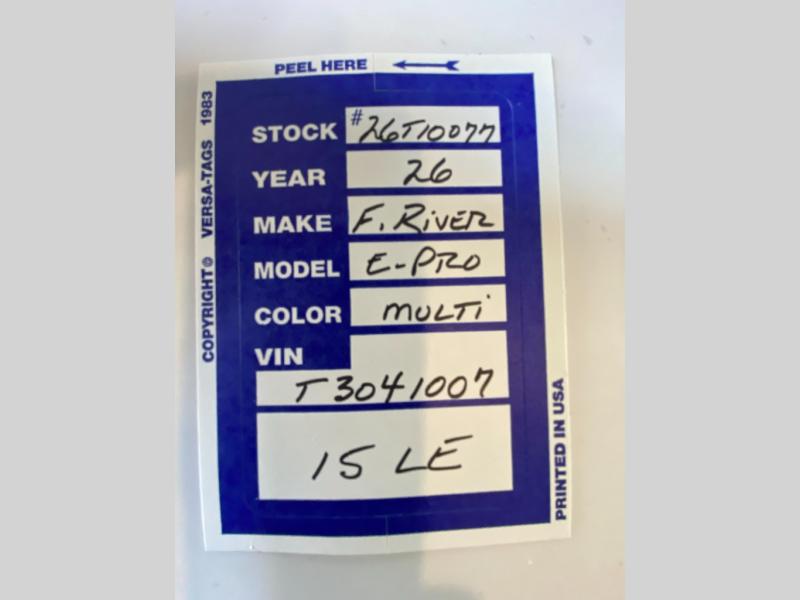 PEEL HERE
COPYRIGHT © VERSA-TAGS 1983
STOCK #26T10077
YEAR 26
MAKE F. RIVER
MODEL E-PRO
COLOR MULTI
VIN
T3041007
15 LE
PRINTED IN USA